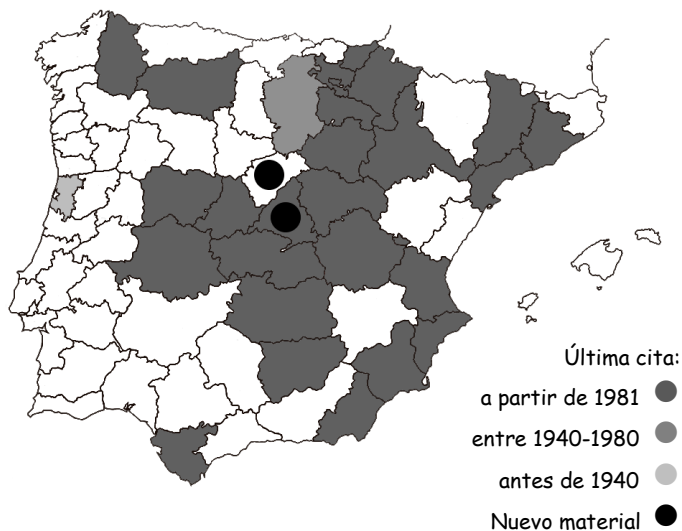 Última cita:
a partir de 1981
entre 1940-1980
antes de 1940
Nuevo material